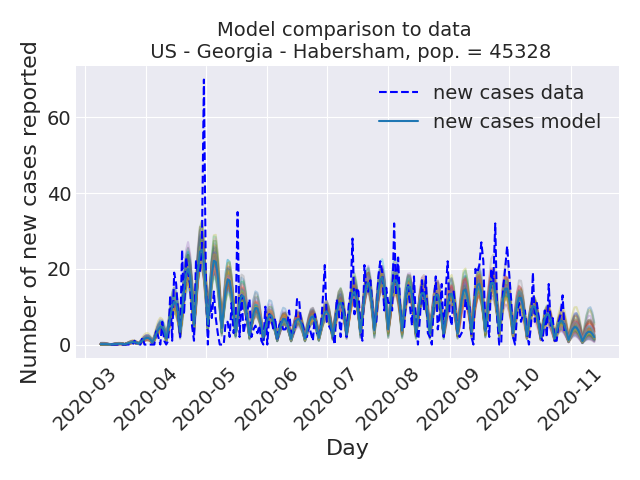 Model comparison to data
US - Georgia - Habersham, pop. = 45328
Number of new cases reported
60
40
20
0
new cases data
new cases model
2020-03
2020-04
2020-05
2020-06
2020-07
2020-08
2020-09
2020-10
2020-11
Day